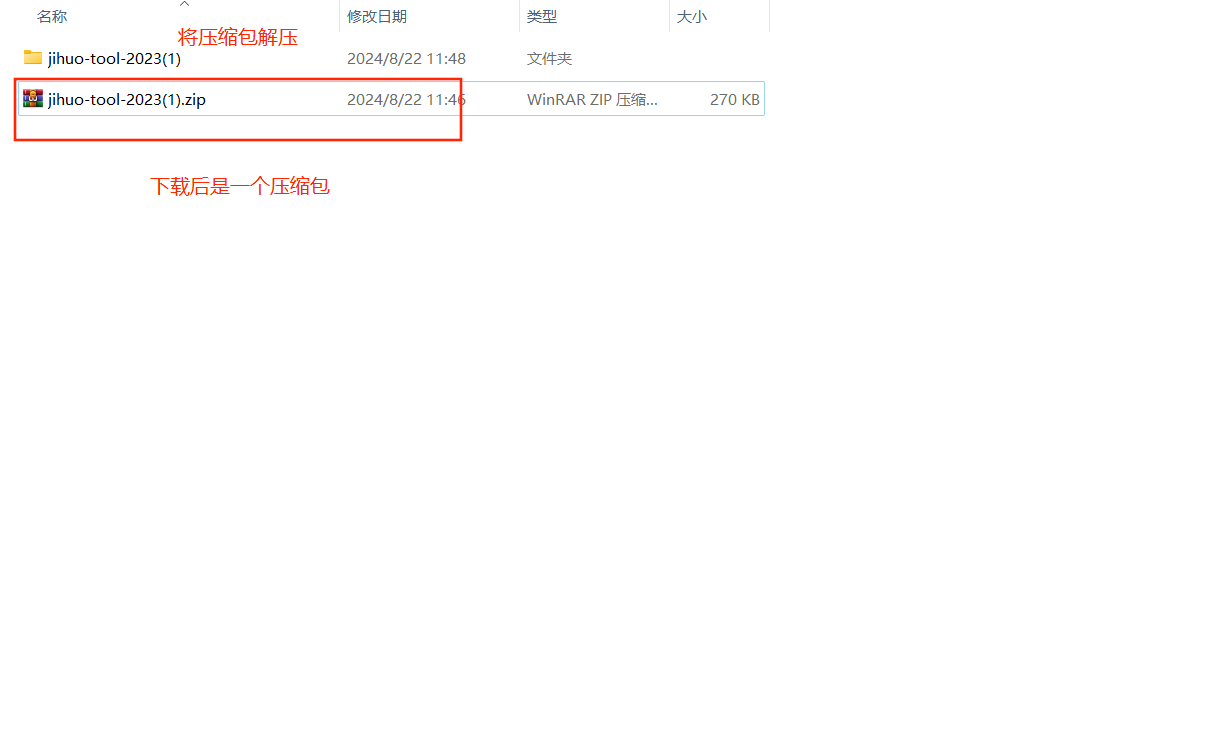 名称 修改日期 类型 大小
将压缩包解压
jihuo-tool-2023(1) 2024/8/22 11:48 文件夹
jihuo-tool-2023(1).zip 2024/8/22 11:46 WinRAR ZIP 压缩... 270 KB
下载后是一个压缩包